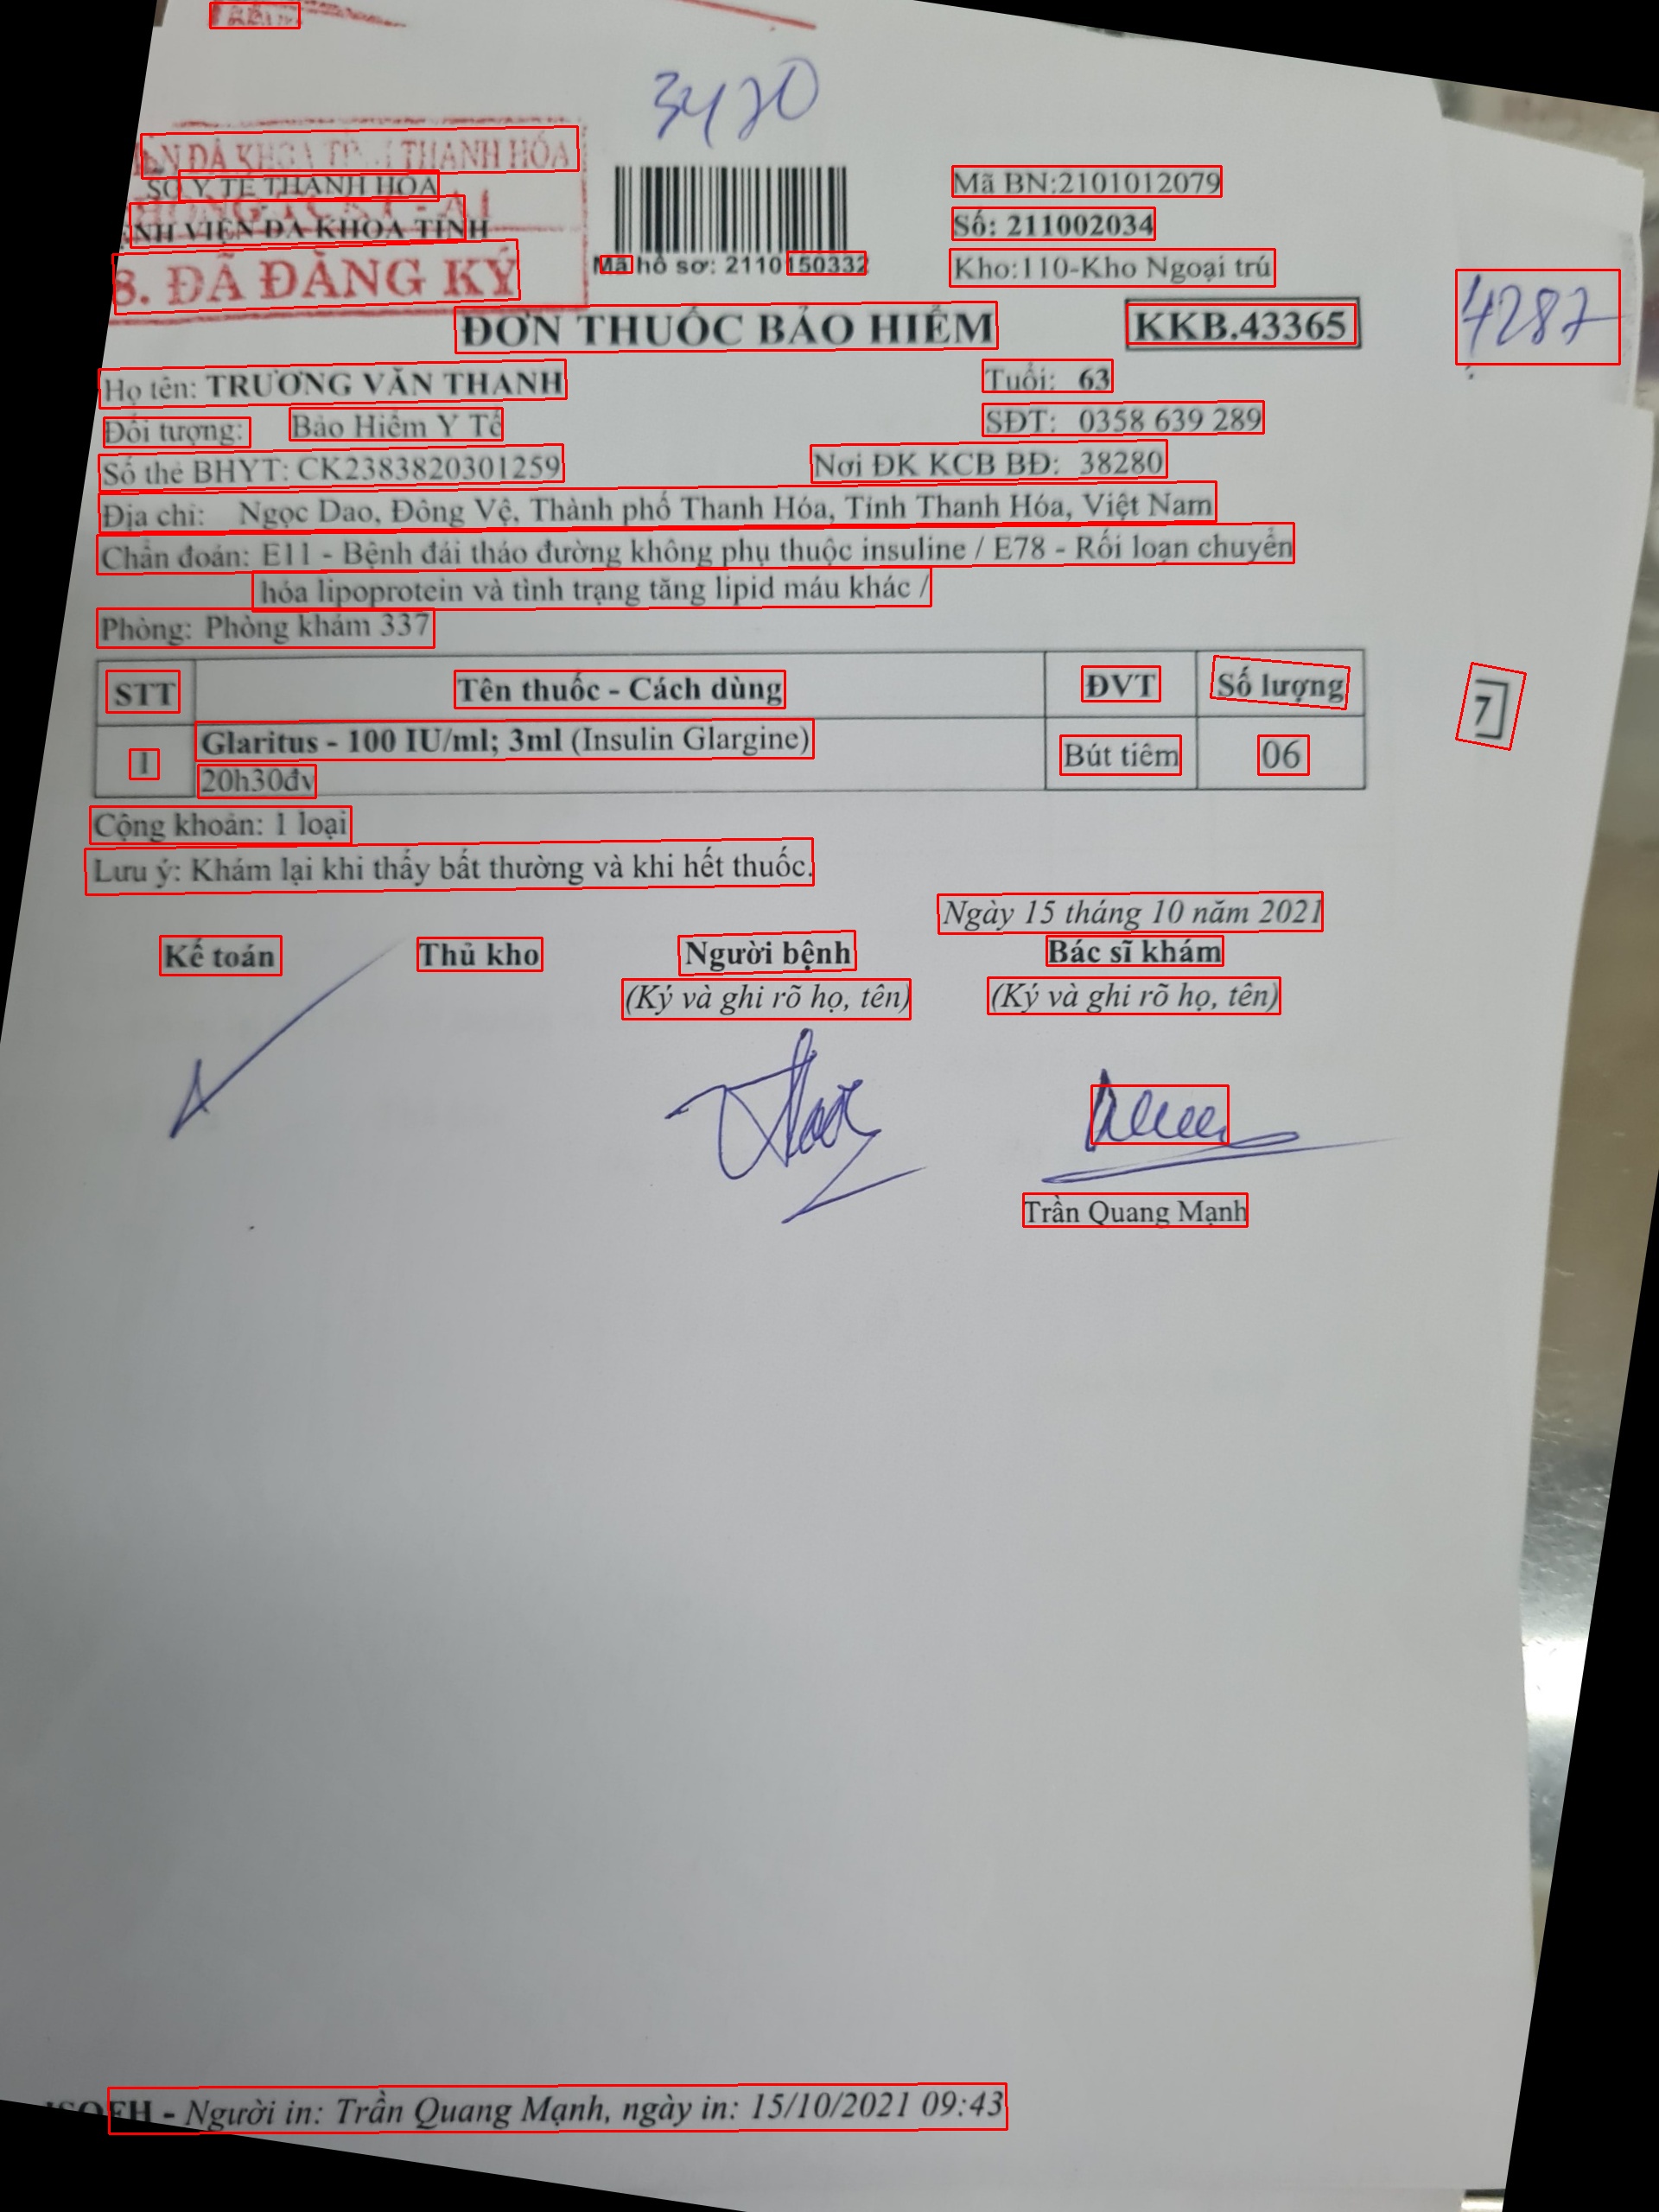 3420
SỞ Y TẾ THANH HÓA
NH VIỆN ĐA KHOA TỈNH
ĐA KHOA TỈNH THANH HÓA
3. ĐÃ ĐĂNG KÝ
Mã hồ sơ: 2110150332
Mã BN:2101012079
Số: 211002034
Kho:110-Kho Ngoại trú
4287
ĐƠN THUỐC BẢO HIỂM
KKB.43365
Họ tên: TRƯƠNG VĂN THANH Tuổi: 63
Đối tượng: Bảo Hiểm Y Tế SĐT: 0358 639 289
Số thẻ BHYT: CK2383820301259 Nơi ĐK KCB BĐ: 38280
Địa chỉ: Ngọc Dao, Đông Vệ, Thành phố Thanh Hóa, Tỉnh Thanh Hóa, Việt Nam
Chẩn đoán: E11 - Bệnh đái tháo đường không phụ thuộc insuline / E78 - Rối loạn chuyển
hóa lipoprotein và tình trạng tăng lipid máu khác /
Phòng: Phòng khám 337
STT Tên thuốc - Cách dùng ĐVT Số lượng
7
1 Glaritus - 100 IU/ml; 3ml (Insulin Glargine) Bút tiêm 06
20h30đv
Cộng khoản: 1 loại
Lưu ý: Khám lại khi thấy bất thường và khi hết thuốc.
Ngày 15 tháng 10 năm 2021
Kế toán Thủ kho Người bệnh Bác sĩ khám
(Ký và ghi rõ họ, tên) (Ký và ghi rõ họ, tên)
Trần Quang Mạnh
FH - Người in: Trần Quang Mạnh, ngày in: 15/10/2021 09:43